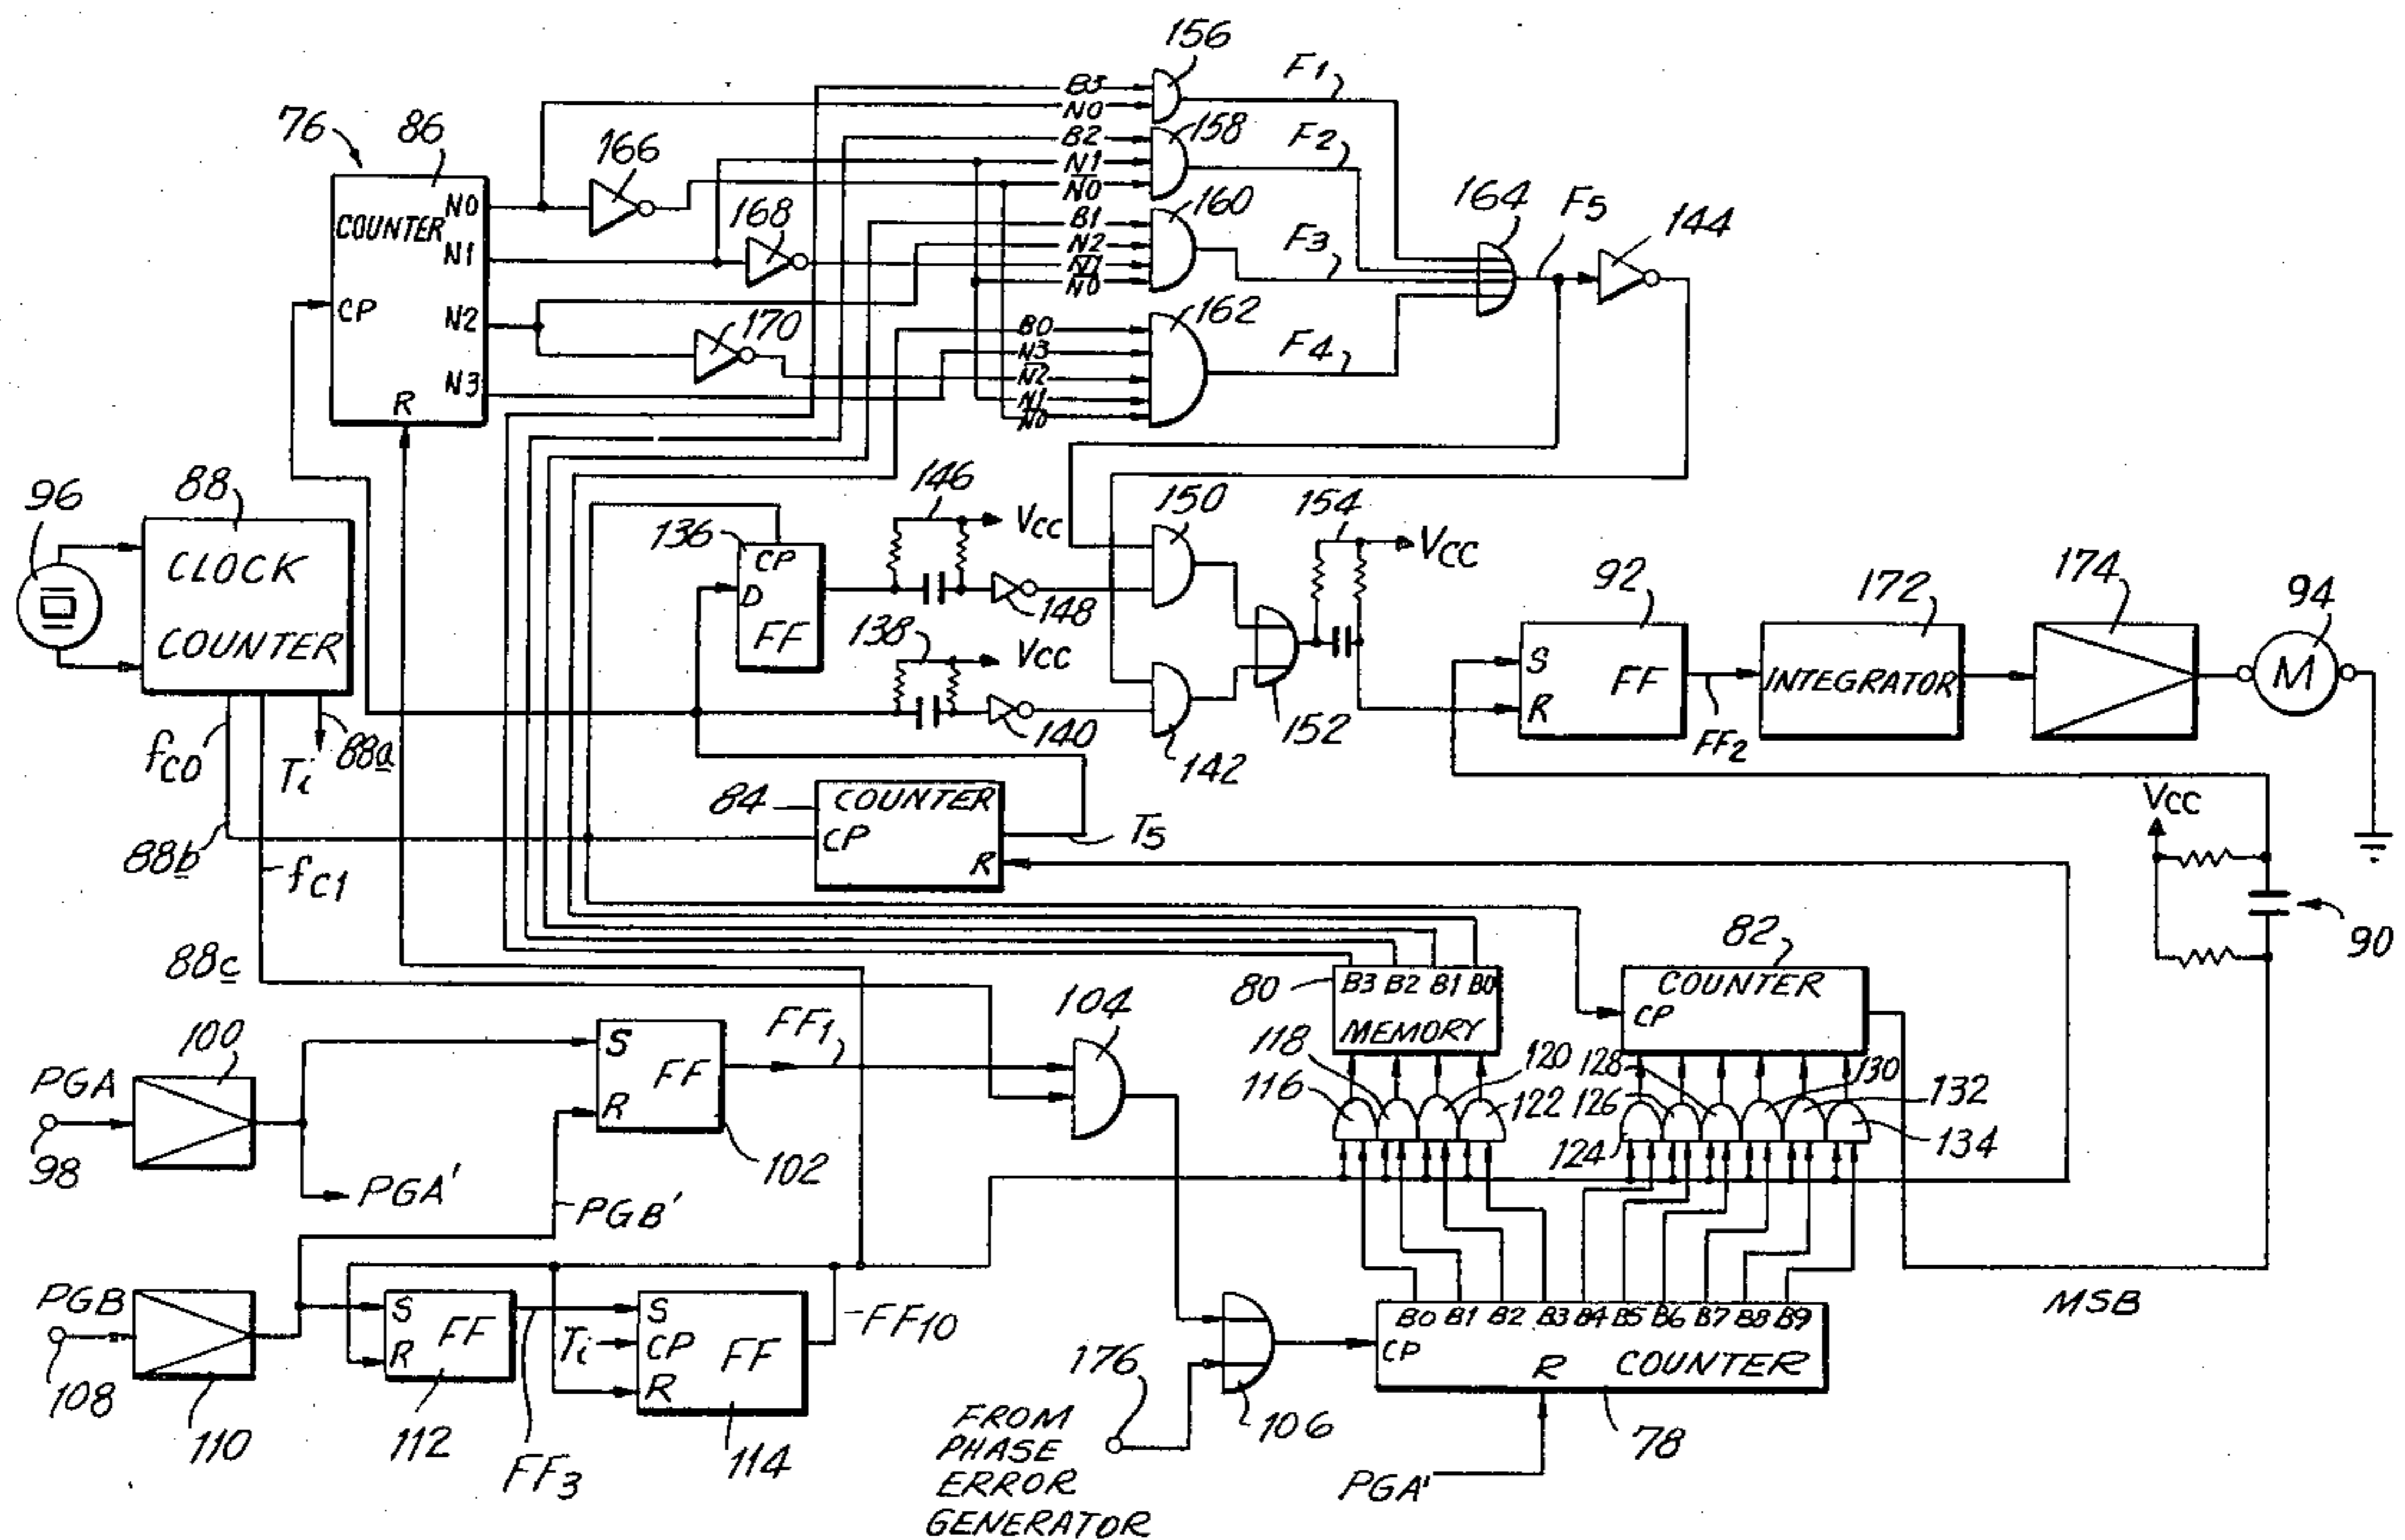 156
B3
N0
F1
76
86
166
B2
N1
N0
158
F2
COUNTER
N0
N1
N2
N3
CP
R
168
B1
N2
N1
N0
160
F3
164
F5
144
170
B0
N3
N2
N1
N0
162
F4
96
88
CLOCK
COUNTER
136
CP
D
FF
146
VCC
148
138
VCC
140
150
142
152
154
VCC
92
S
FF
R
FF2
172
INTEGRATOR
174
94
M
fC0
Ti
88a
88b
fC1
88c
84
COUNTER
CP
R
T5
VCC
90
80
B3 B2 B1 B0
MEMORY
82
COUNTER
CP
100
PGA
98
PGA'
S
FF
R
102
FF1
104
118
116
120
122
128
126
124
130
132
134
PGB'
PGB
108
110
S
FF
R
112
FF3
S
Ti
CP
FF
R
114
FF10
176
FROM
PHASE
ERROR
GENERATOR
106
B0 B1 B2 B3 B4 B5 B6 B7 B8 B9
CP
R
COUNTER
78
PGA'
MSB